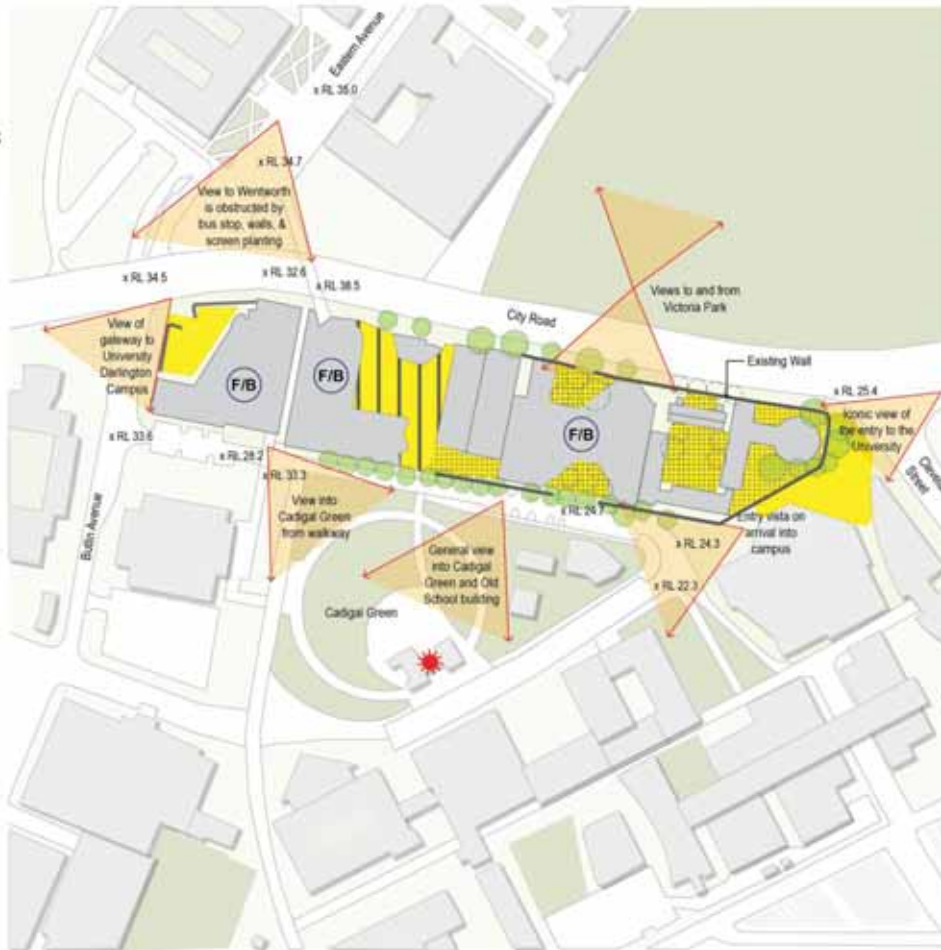 Eastern Avenue
x RL 35.0
x RL 34.7
View to Wentworth
is obstructed by
bus stop, walls, &
screen planting
x RL 34.5
x RL 32.6
x RL 38.5
City Road
Views to and from
Victoria Park
View of
gateway to
University
Darlington
Campus
F/B
F/B
F/B
Existing Wall
x RL 25.4
Iconic view of
the entry to the
University
Street
x RL 33.6
x RL 28.2
x RL 33.3
View into
Cadigal Green
from walkway
Butlin Avenue
x RL 24.7
Entry vista on
arrival into
campus
x RL 24.3
x RL 22.3
General view
into Cadigal
Green and Old
School building
Cadigal Green